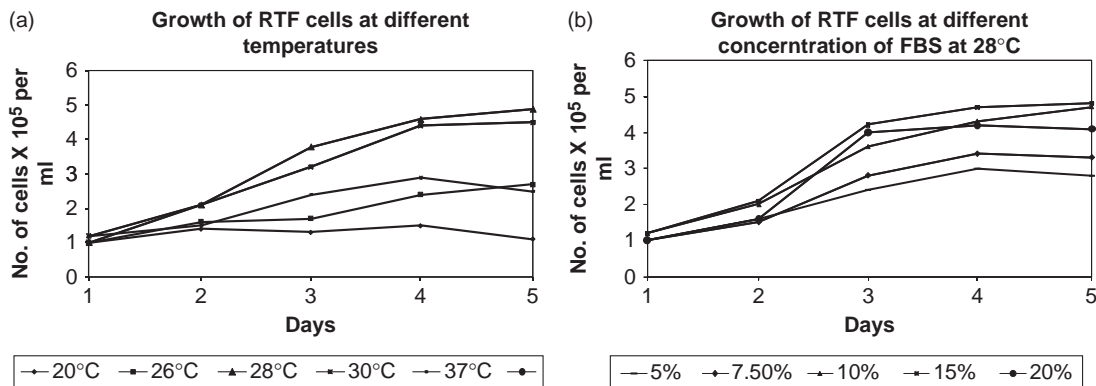 (a)
Growth of RTF cells at different
temperatures
No. of cells X 10⁵ per
ml
6
5
4
3
2
1
0
1 2 3 4 5
Days
20°C 26°C 28°C 30°C 37°C
(b)
Growth of RTF cells at different
concerntration of FBS at 28°C
No. of cells X 10⁵ per
ml
6
5
4
3
2
1
0
1 2 3 4 5
Days
5% 7.50% 10% 15% 20%